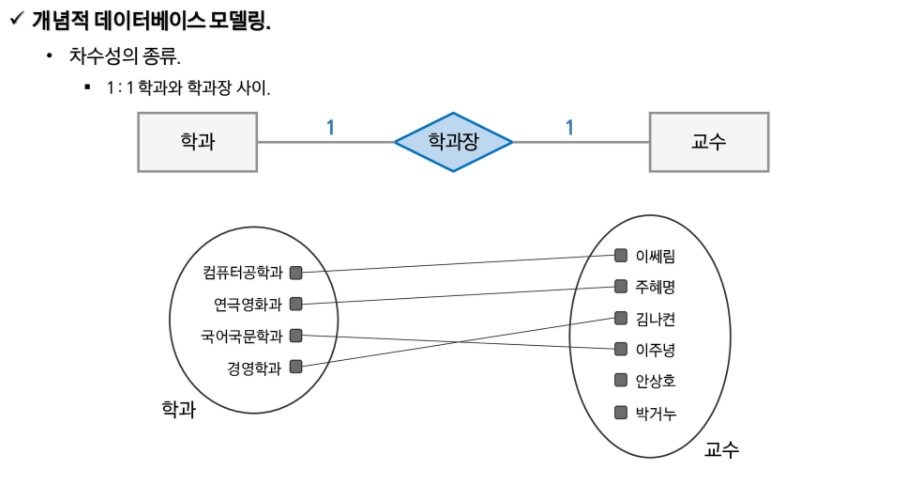 ✓ 개념적 데이터베이스 모델링.
• 차수성의 종류.
▪ 1 : 1 학과와 학과장 사이.
학과 1 학과장 1 교수
컴퓨터공학과
연극영화과
국어국문학과
경영학과
학과
이쎄림
주혜명
김나켠
이주녕
안상호
박거누
교수